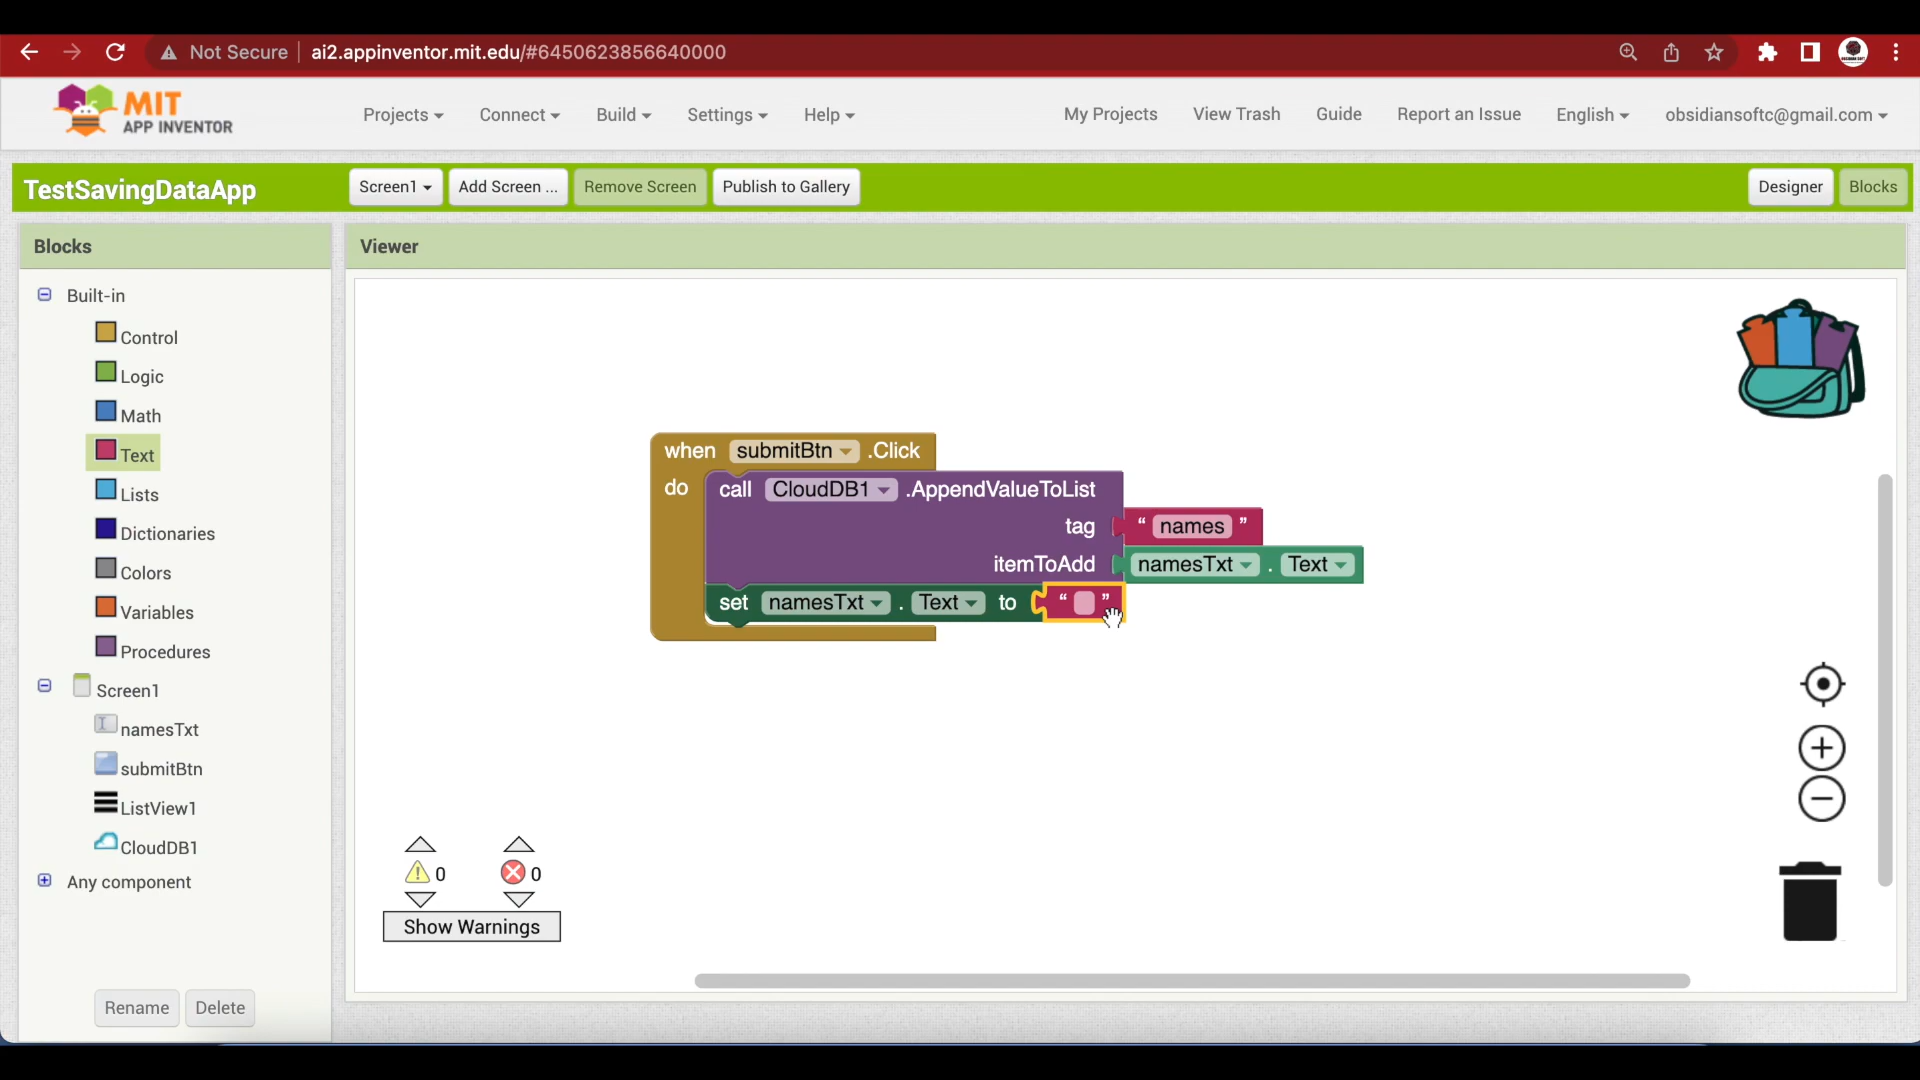 Not Secure | ai2.appinventor.mit.edu/#6450623856640000
MIT
APP INVENTOR
Projects Connect Build Settings Help My Projects View Trash Guide Report an Issue English obsidiansoftc@gmail.com
TestSavingDataApp Screen1 Add Screen ... Remove Screen Publish to Gallery Designer Blocks
Blocks
Viewer
Built-in
Control
Logic
Math
Text
Lists
Dictionaries
Colors
Variables
Procedures
Screen1
namesTxt
submitBtn
ListView1
CloudDB1
Any component
Rename Delete
when submitBtn .Click
do call CloudDB1 .AppendValueToList
tag “ names ”
itemToAdd namesTxt . Text
set namesTxt . Text to “ ”
0 0
Show Warnings